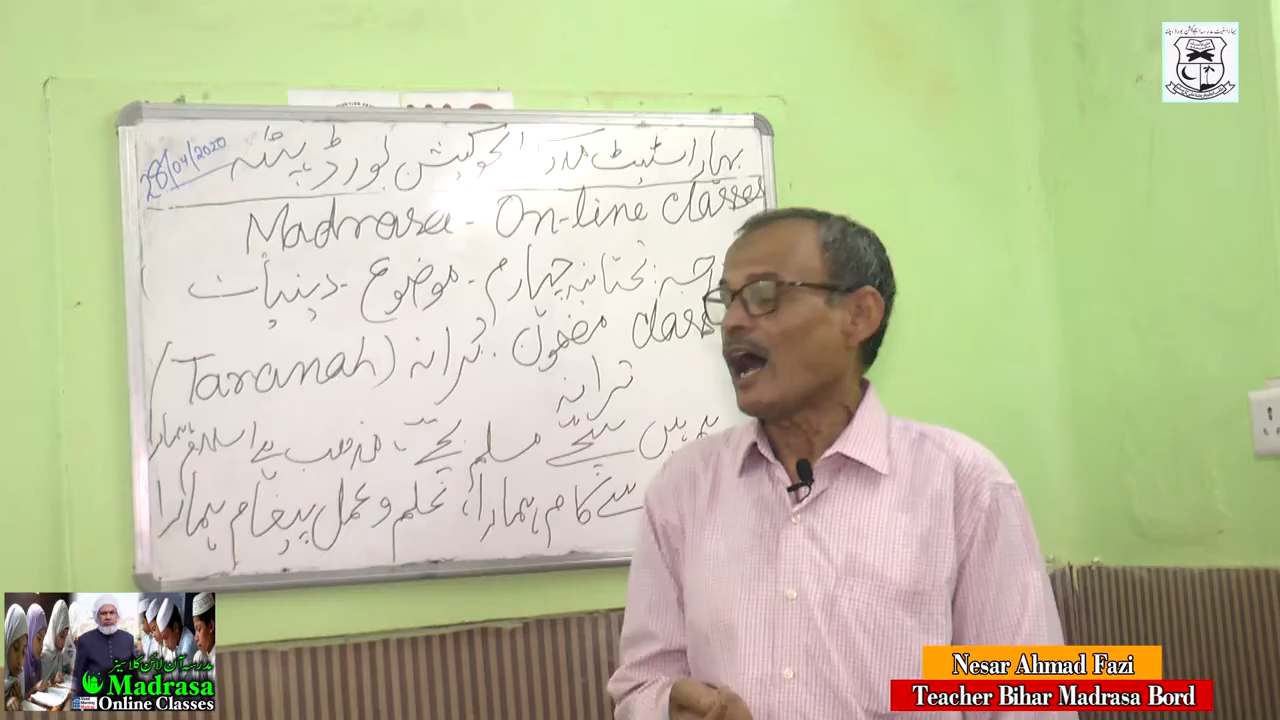 بہار اسٹیٹ مدرسہ ایجوکیشن بورڈ پٹنہ
28/04/2020
Madrasa - On-line classes
درجہ: تحتانیہ چہارم - موضوع - دینیات
class مضمون - ترانہ (Taranah)
ترانہ
ہم ہیں سچے مسلم بچے، مذہب ہے اسلام ہمارا
سے کام ہمارا، علم و عمل پیغام ہمارا
مدرسہ آن لائن کلاسیز
Madrasa
Online Classes
Nesar Ahmad Fazi
Teacher Bihar Madrasa Bord